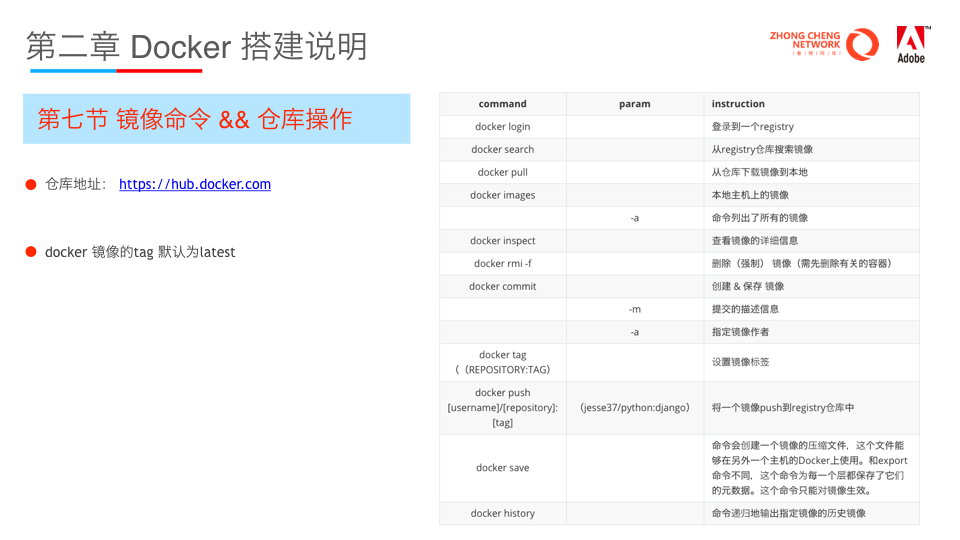 第二章 Docker 搭建说明
ZHONG CHENG
NETWORK
Adobe
第七节 镜像命令 && 仓库操作
仓库地址： https://hub.docker.com
docker 镜像的tag 默认为latest
command param instruction
docker login 登录到一个registry
docker search 从registry仓库搜索镜像
docker pull 从仓库下载镜像到本地
docker images 本地主机上的镜像
-a 命令列出了所有的镜像
docker inspect 查看镜像的详细信息
docker rmi -f 删除（强制） 镜像（需先删除有关的容器）
docker commit 创建 & 保存 镜像
-m 提交的描述信息
-a 指定镜像作者
docker tag
（（REPOSITORY:TAG） 设置镜像标签
docker push
[username]/[repository]:
[tag]
（jesse37/python:django） 将一个镜像push到registry仓库中
docker save
命令会创建一个镜像的压缩文件，这个文件能
够在另外一个主机的Docker上使用。和export
命令不同，这个命令为每一个层都保存了它们
的元数据。这个命令只能对镜像生效。
docker history 命令递归地输出指定镜像的历史镜像